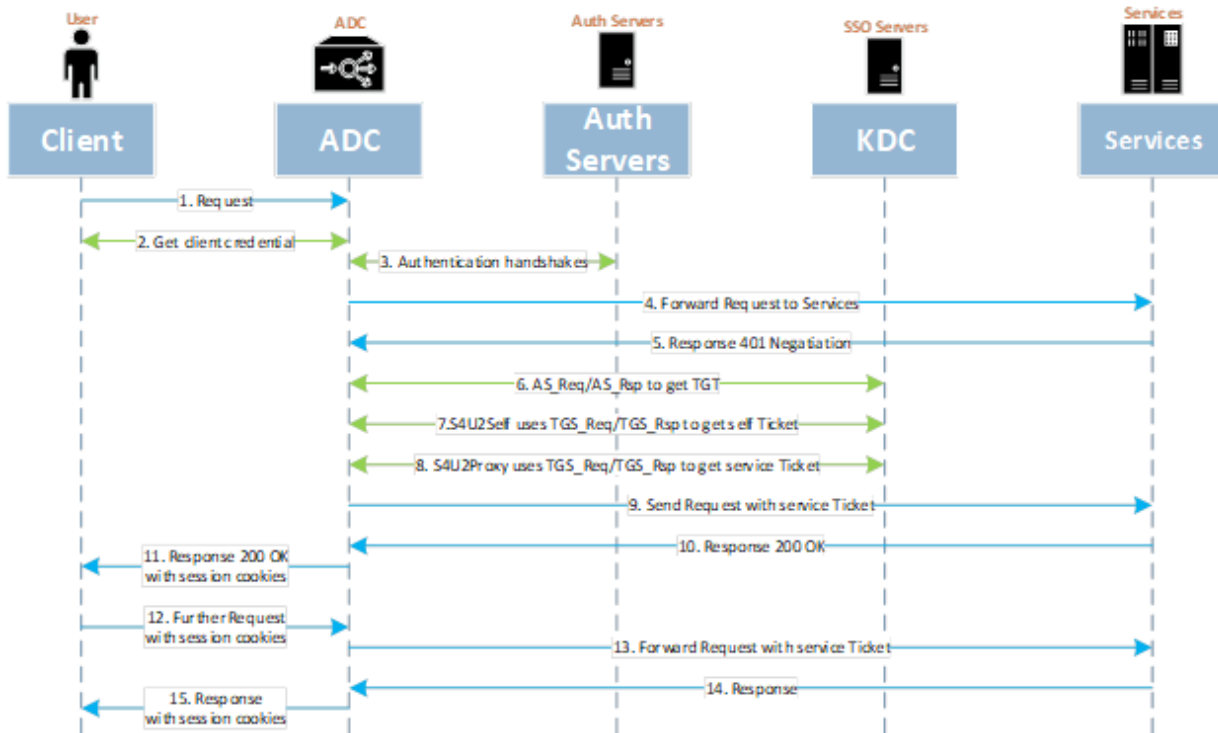 User
ADC
Auth Servers
SSO Servers
Services
Client
ADC
Auth
Servers
KDC
Services
1. Request
2. Get client credential
3. Authentication handshakes
4. Forward Request to Services
5. Response 401 Negatiation
6. AS_Req/AS_Rsp to get TGT
7.S4U2Self uses TGS_Req/TGS_Rsp to get self Ticket
8. S4U2Proxy uses TGS_Req/TGS_Rsp to get service Ticket
9. Send Request with service Ticket
10. Response 200 OK
11. Response 200 OK
with session cookies
12. Further Request
with session cookies
13. Forward Request with service Ticket
14. Response
15. Response
with session cookies